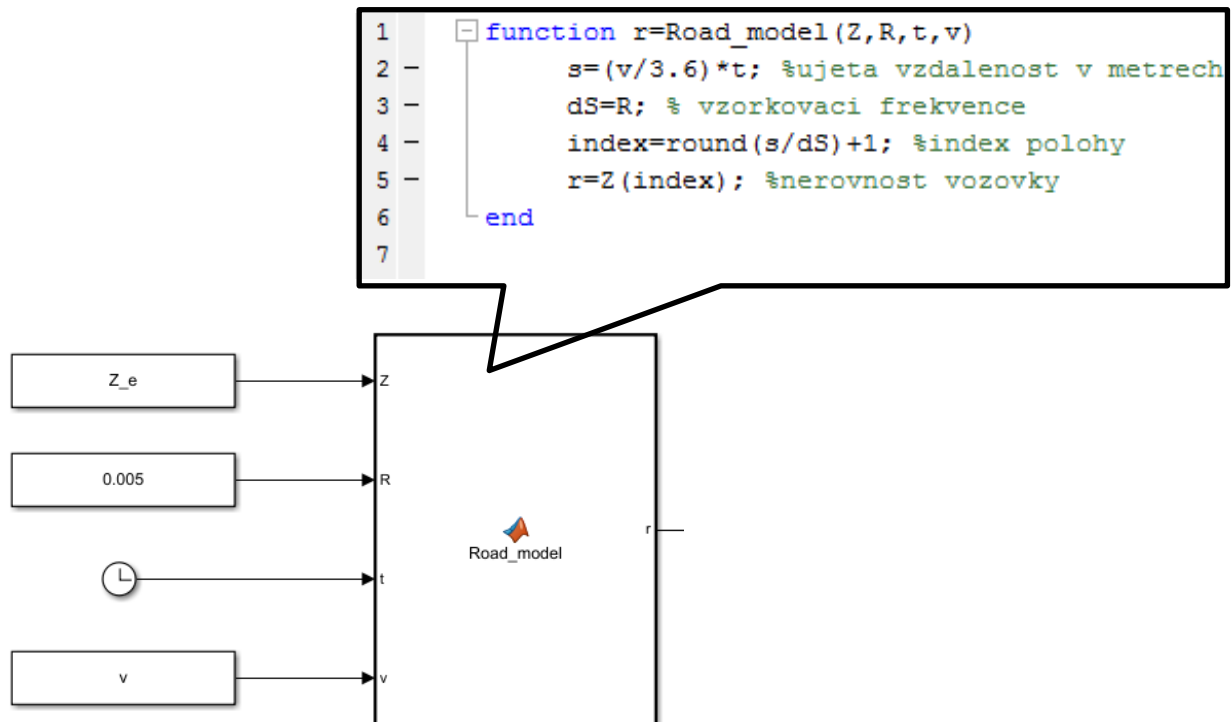 1 function r=Road_model(Z,R,t,v)
2 s=(v/3.6)*t; %ujeta vzdalenost v metrech
3 dS=R; % vzorkovaci frekvence
4 index=round(s/dS)+1; %index polohy
5 r=Z(index); %nerovnost vozovky
6 end
7
Z_e
Z
0.005
R
r
Road_model
t
v
v